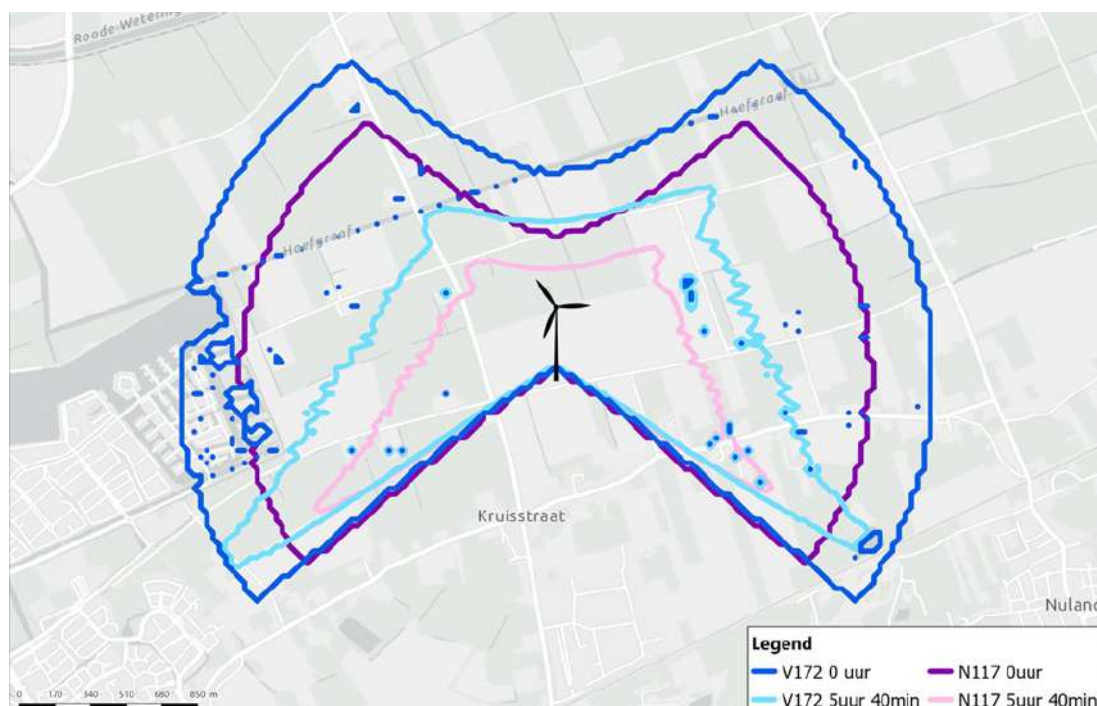 Roode Wetering
Haefgraaf
Haefgraaf
Kruisstraat
Nuland
Legend
V172 0 uur
N117 0uur
V172 5uur 40min
N117 5uur 40min
0 170 340 510 680 850 m